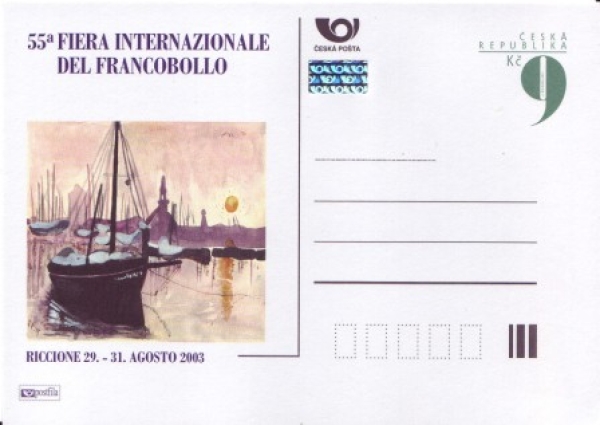 55ª FIERA INTERNAZIONALE
DEL FRANCOBOLLO
ČESKÁ POŠTA
ČESKÁ
REPUBLIKA
Kč 9
RICCIONE 29. - 31. AGOSTO 2003
postfila